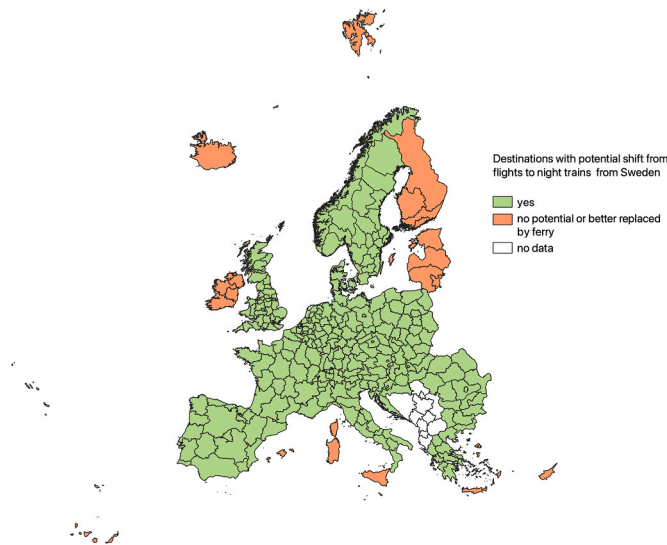 Destinations with potential shift from
flights to night trains from Sweden
yes
no potential or better replaced
by ferry
no data